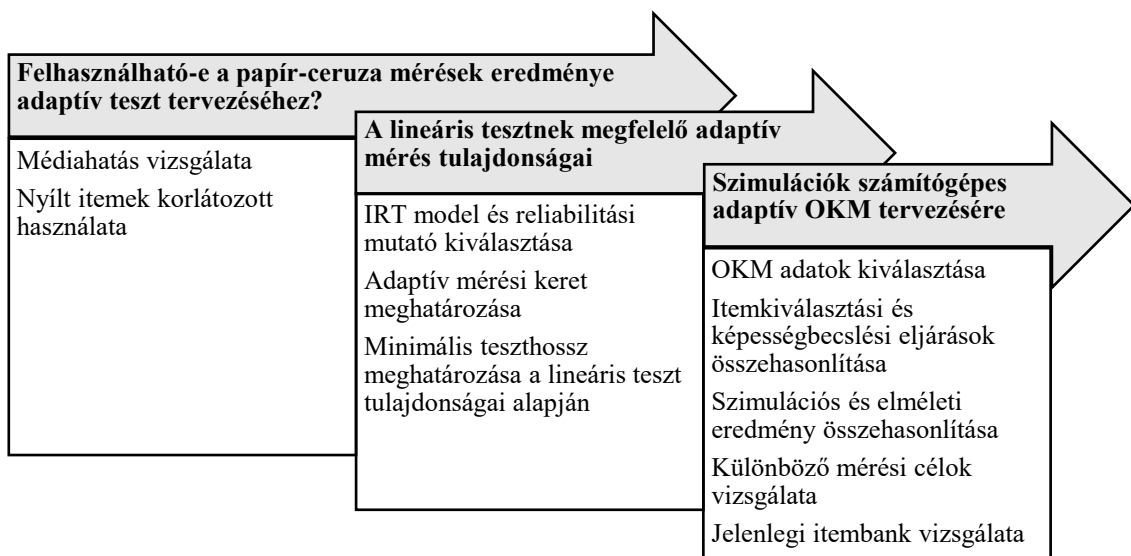 Felhasználható-e a papír-ceruza mérések eredménye
adaptív teszt tervezéséhez?
Médiahatás vizsgálata
Nyílt itemek korlátozott
használata
A lineáris tesztnek megfelelő adaptív
mérés tulajdonságai
IRT model és reliabilitási
mutató kiválasztása
Adaptív mérési keret
meghatározása
Minimális teszthossz
meghatározása a lineáris teszt
tulajdonságai alapján
Szimulációk számítógépes
adaptív OKM tervezésére
OKM adatok kiválasztása
Itemkiválasztási és
képességbecslési eljárások
összehasonlítása
Szimulációs és elméleti
eredmény összehasonlítása
Különböző mérési célok
vizsgálata
Jelenlegi itembank vizsgálata